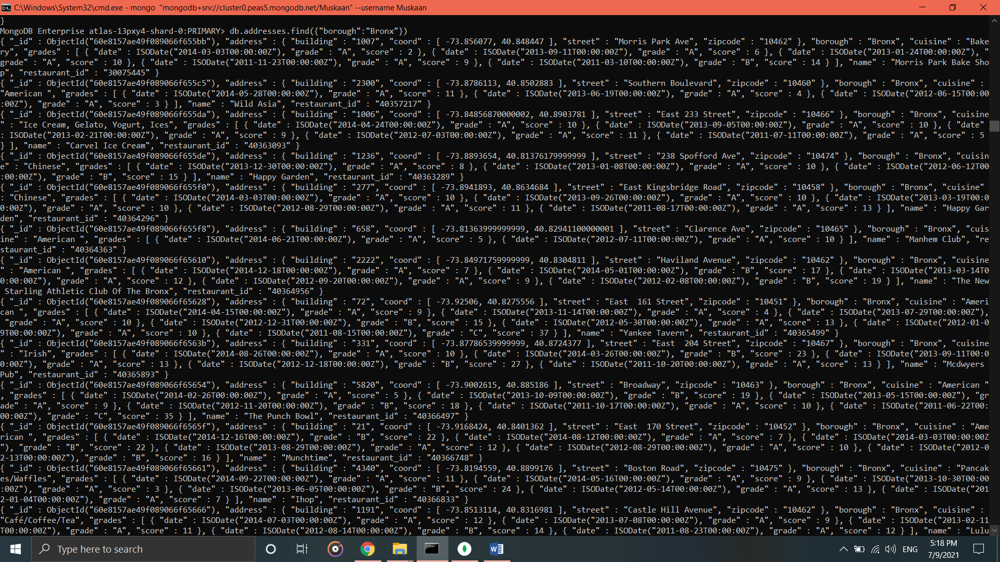 C:\Windows\System32\cmd.exe - mongo  "mongodb+srv://cluster0.peas5.mongodb.net/Muskaan" --username Muskaan
}
MongoDB Enterprise atlas-13pxy4-shard-0:PRIMARY> db.addresses.find({"borough":"Bronx"})
{ "_id" : ObjectId("60e8157ae49f089066f655bb"), "address" : { "building" : "1007", "coord" : [ -73.856077, 40.848447 ], "street" : "Morris Park Ave", "zipcode" : "10462" }, "borough" : "Bronx", "cuisine" : "Bake
ry", "grades" : [ { "date" : ISODate("2014-03-03T00:00:00Z"), "grade" : "A", "score" : 2 }, { "date" : ISODate("2013-09-11T00:00:00Z"), "grade" : "A", "score" : 6 }, { "date" : ISODate("2013-01-24T00:00:00Z"), "
grade" : "A", "score" : 10 }, { "date" : ISODate("2011-11-23T00:00:00Z"), "grade" : "A", "score" : 9 }, { "date" : ISODate("2011-03-10T00:00:00Z"), "grade" : "B", "score" : 14 } ], "name" : "Morris Park Bake Sho
p", "restaurant_id" : "30075445" }
{ "_id" : ObjectId("60e8157ae49f089066f655c5"), "address" : { "building" : "2300", "coord" : [ -73.8786113, 40.8502883 ], "street" : "Southern Boulevard", "zipcode" : "10460" }, "borough" : "Bronx", "cuisine" :
"American ", "grades" : [ { "date" : ISODate("2014-05-28T00:00:00Z"), "grade" : "A", "score" : 11 }, { "date" : ISODate("2013-06-19T00:00:00Z"), "grade" : "A", "score" : 4 }, { "date" : ISODate("2012-06-15T00:00
:00Z"), "grade" : "A", "score" : 3 } ], "name" : "Wild Asia", "restaurant_id" : "40357217" }
{ "_id" : ObjectId("60e8157ae49f089066f655da"), "address" : { "building" : "1006", "coord" : [ -73.84856870000002, 40.8903781 ], "street" : "East 233 Street", "zipcode" : "10466" }, "borough" : "Bronx", "cuisine
" : "Ice Cream, Gelato, Yogurt, Ices", "grades" : [ { "date" : ISODate("2014-04-24T00:00:00Z"), "grade" : "A", "score" : 10 }, { "date" : ISODate("2013-09-05T00:00:00Z"), "grade" : "A", "score" : 10 }, { "date"
: ISODate("2013-02-21T00:00:00Z"), "grade" : "A", "score" : 9 }, { "date" : ISODate("2012-07-03T00:00:00Z"), "grade" : "A", "score" : 11 }, { "date" : ISODate("2011-07-11T00:00:00Z"), "grade" : "A", "score" : 5
} ], "name" : "Carvel Ice Cream", "restaurant_id" : "40363093" }
{ "_id" : ObjectId("60e8157ae49f089066f655de"), "address" : { "building" : "1236", "coord" : [ -73.8893654, 40.81376179999999 ], "street" : "238 Spofford Ave", "zipcode" : "10474" }, "borough" : "Bronx", "cuisin
e" : "Chinese", "grades" : [ { "date" : ISODate("2013-12-30T00:00:00Z"), "grade" : "A", "score" : 8 }, { "date" : ISODate("2013-01-08T00:00:00Z"), "grade" : "A", "score" : 10 }, { "date" : ISODate("2012-06-12T00
:00:00Z"), "grade" : "B", "score" : 15 } ], "name" : "Happy Garden", "restaurant_id" : "40363289" }
{ "_id" : ObjectId("60e8157ae49f089066f655f0"), "address" : { "building" : "277", "coord" : [ -73.8941893, 40.8634684 ], "street" : "East Kingsbridge Road", "zipcode" : "10458" }, "borough" : "Bronx", "cuisine"
: "Chinese", "grades" : [ { "date" : ISODate("2014-03-03T00:00:00Z"), "grade" : "A", "score" : 10 }, { "date" : ISODate("2013-09-26T00:00:00Z"), "grade" : "A", "score" : 10 }, { "date" : ISODate("2013-03-19T00:0
0:00Z"), "grade" : "A", "score" : 10 }, { "date" : ISODate("2012-08-29T00:00:00Z"), "grade" : "A", "score" : 11 }, { "date" : ISODate("2011-08-17T00:00:00Z"), "grade" : "A", "score" : 13 } ], "name" : "Happy Gar
den", "restaurant_id" : "40364296" }
{ "_id" : ObjectId("60e8157ae49f089066f655f8"), "address" : { "building" : "658", "coord" : [ -73.81363999999999, 40.82941100000001 ], "street" : "Clarence Ave", "zipcode" : "10465" }, "borough" : "Bronx", "cuis
ine" : "American ", "grades" : [ { "date" : ISODate("2014-06-21T00:00:00Z"), "grade" : "A", "score" : 5 }, { "date" : ISODate("2012-07-11T00:00:00Z"), "grade" : "A", "score" : 10 } ], "name" : "Manhem Club", "re
staurant_id" : "40364363" }
{ "_id" : ObjectId("60e8157ae49f089066f65610"), "address" : { "building" : "2222", "coord" : [ -73.84971759999999, 40.8304811 ], "street" : "Haviland Avenue", "zipcode" : "10462" }, "borough" : "Bronx", "cuisine
" : "American ", "grades" : [ { "date" : ISODate("2014-12-18T00:00:00Z"), "grade" : "A", "score" : 7 }, { "date" : ISODate("2014-05-01T00:00:00Z"), "grade" : "B", "score" : 17 }, { "date" : ISODate("2013-03-14T0
0:00:00Z"), "grade" : "A", "score" : 12 }, { "date" : ISODate("2012-09-20T00:00:00Z"), "grade" : "A", "score" : 9 }, { "date" : ISODate("2012-02-08T00:00:00Z"), "grade" : "B", "score" : 19 } ], "name" : "The New
 Starling Athletic Club Of The Bronx", "restaurant_id" : "40364956" }
{ "_id" : ObjectId("60e8157ae49f089066f65628"), "address" : { "building" : "72", "coord" : [ -73.92506, 40.8275556 ], "street" : "East  161 Street", "zipcode" : "10451" }, "borough" : "Bronx", "cuisine" : "Ameri
can ", "grades" : [ { "date" : ISODate("2014-04-15T00:00:00Z"), "grade" : "A", "score" : 9 }, { "date" : ISODate("2013-11-14T00:00:00Z"), "grade" : "A", "score" : 4 }, { "date" : ISODate("2013-07-29T00:00:00Z"),
 "grade" : "A", "score" : 10 }, { "date" : ISODate("2012-12-31T00:00:00Z"), "grade" : "B", "score" : 15 }, { "date" : ISODate("2012-05-30T00:00:00Z"), "grade" : "A", "score" : 13 }, { "date" : ISODate("2012-01-0
9T00:00:00Z"), "grade" : "A", "score" : 10 }, { "date" : ISODate("2011-08-15T00:00:00Z"), "grade" : "C", "score" : 37 } ], "name" : "Yankee Tavern", "restaurant_id" : "40365499" }
{ "_id" : ObjectId("60e8157ae49f089066f6563b"), "address" : { "building" : "331", "coord" : [ -73.87786539999999, 40.8724377 ], "street" : "East  204 Street", "zipcode" : "10467" }, "borough" : "Bronx", "cuisine
" : "Irish", "grades" : [ { "date" : ISODate("2014-08-26T00:00:00Z"), "grade" : "A", "score" : 10 }, { "date" : ISODate("2014-03-26T00:00:00Z"), "grade" : "B", "score" : 23 }, { "date" : ISODate("2013-09-11T00:0
0:00Z"), "grade" : "A", "score" : 13 }, { "date" : ISODate("2012-12-18T00:00:00Z"), "grade" : "B", "score" : 27 }, { "date" : ISODate("2011-10-20T00:00:00Z"), "grade" : "A", "score" : 13 } ], "name" : "Mcdwyers
Pub", "restaurant_id" : "40365893" }
{ "_id" : ObjectId("60e8157ae49f089066f65654"), "address" : { "building" : "5820", "coord" : [ -73.9002615, 40.885186 ], "street" : "Broadway", "zipcode" : "10463" }, "borough" : "Bronx", "cuisine" : "American "
, "grades" : [ { "date" : ISODate("2014-02-26T00:00:00Z"), "grade" : "A", "score" : 5 }, { "date" : ISODate("2013-10-09T00:00:00Z"), "grade" : "B", "score" : 19 }, { "date" : ISODate("2013-05-15T00:00:00Z"), "gr
ade" : "A", "score" : 9 }, { "date" : ISODate("2012-11-20T00:00:00Z"), "grade" : "B", "score" : 18 }, { "date" : ISODate("2011-10-17T00:00:00Z"), "grade" : "A", "score" : 10 }, { "date" : ISODate("2011-06-22T00:
00:00Z"), "grade" : "C", "score" : 35 } ], "name" : "The Punch Bowl", "restaurant_id" : "40366497" }
{ "_id" : ObjectId("60e8157ae49f089066f6565f"), "address" : { "building" : "21", "coord" : [ -73.9168424, 40.8401362 ], "street" : "East  170 Street", "zipcode" : "10452" }, "borough" : "Bronx", "cuisine" : "Ame
rican ", "grades" : [ { "date" : ISODate("2014-12-16T00:00:00Z"), "grade" : "B", "score" : 22 }, { "date" : ISODate("2014-08-12T00:00:00Z"), "grade" : "A", "score" : 7 }, { "date" : ISODate("2014-03-03T00:00:00Z
"), "grade" : "B", "score" : 22 }, { "date" : ISODate("2013-08-29T00:00:00Z"), "grade" : "A", "score" : 12 }, { "date" : ISODate("2012-08-29T00:00:00Z"), "grade" : "A", "score" : 10 }, { "date" : ISODate("2012-0
2-13T00:00:00Z"), "grade" : "B", "score" : 16 } ], "name" : "Munchtime", "restaurant_id" : "40366748" }
{ "_id" : ObjectId("60e8157ae49f089066f65661"), "address" : { "building" : "4340", "coord" : [ -73.8194559, 40.8899176 ], "street" : "Boston Road", "zipcode" : "10475" }, "borough" : "Bronx", "cuisine" : "Pancak
es/Waffles", "grades" : [ { "date" : ISODate("2014-09-22T00:00:00Z"), "grade" : "A", "score" : 11 }, { "date" : ISODate("2014-05-16T00:00:00Z"), "grade" : "A", "score" : 9 }, { "date" : ISODate("2013-10-30T00:00
:00Z"), "grade" : "A", "score" : 3 }, { "date" : ISODate("2013-06-05T00:00:00Z"), "grade" : "B", "score" : 24 }, { "date" : ISODate("2012-05-14T00:00:00Z"), "grade" : "A", "score" : 13 }, { "date" : ISODate("201
2-01-04T00:00:00Z"), "grade" : "A", "score" : 7 } ], "name" : "Ihop", "restaurant_id" : "40366833" }
{ "_id" : ObjectId("60e8157ae49f089066f65666"), "address" : { "building" : "1191", "coord" : [ -73.8513114, 40.8316981 ], "street" : "Castle Hill Avenue", "zipcode" : "10462" }, "borough" : "Bronx", "cuisine" :
"Café/Coffee/Tea", "grades" : [ { "date" : ISODate("2014-07-03T00:00:00Z"), "grade" : "A", "score" : 12 }, { "date" : ISODate("2013-07-08T00:00:00Z"), "grade" : "A", "score" : 9 }, { "date" : ISODate("2013-02-11
T00:00:00Z"), "grade" : "A", "score" : 11 }, { "date" : ISODate("2012-08-14T00:00:00Z"), "grade" : "B", "score" : 14 }, { "date" : ISODate("2011-08-23T00:00:00Z"), "grade" : "A", "score" : 12 } ], "name" : "Lulu
Type here to search
ENG
5:18 PM
7/9/2021